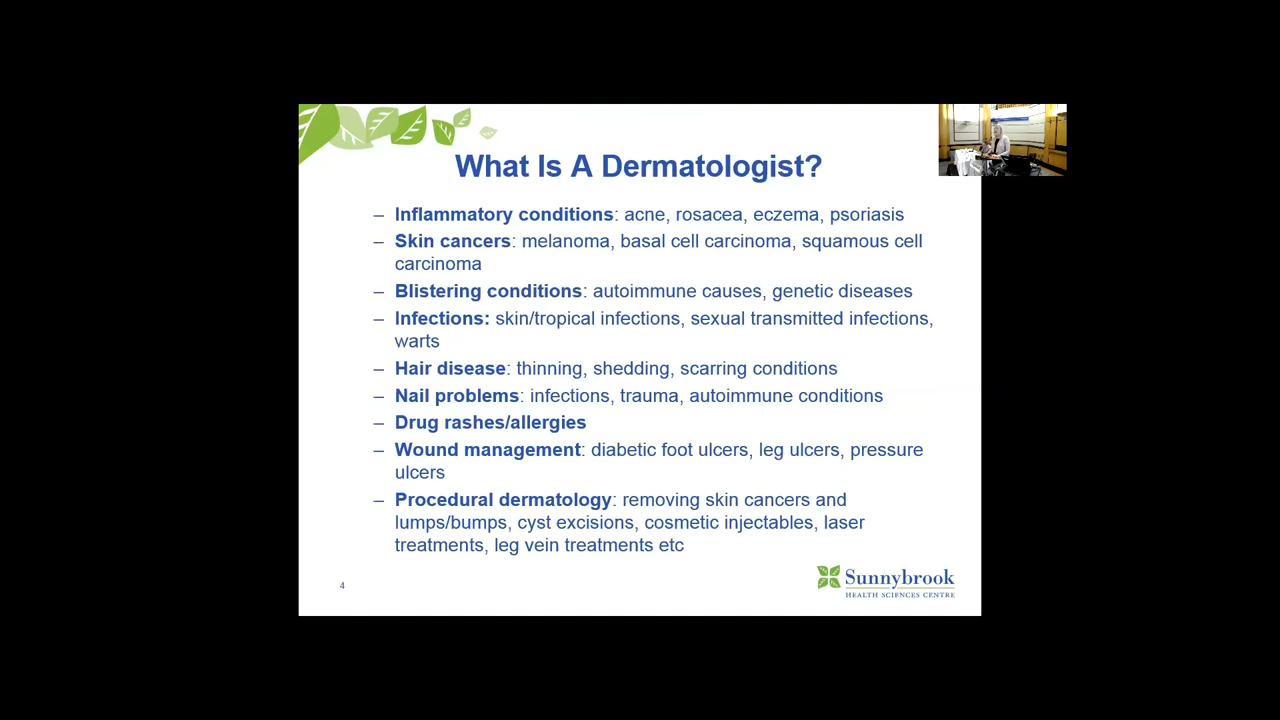 What Is A Dermatologist?
– Inflammatory conditions: acne, rosacea, eczema, psoriasis
– Skin cancers: melanoma, basal cell carcinoma, squamous cell
carcinoma
– Blistering conditions: autoimmune causes, genetic diseases
– Infections: skin/tropical infections, sexual transmitted infections,
warts
– Hair disease: thinning, shedding, scarring conditions
– Nail problems: infections, trauma, autoimmune conditions
– Drug rashes/allergies
– Wound management: diabetic foot ulcers, leg ulcers, pressure
ulcers
– Procedural dermatology: removing skin cancers and
lumps/bumps, cyst excisions, cosmetic injectables, laser
treatments, leg vein treatments etc
4
Sunnybrook
HEALTH SCIENCES CENTRE